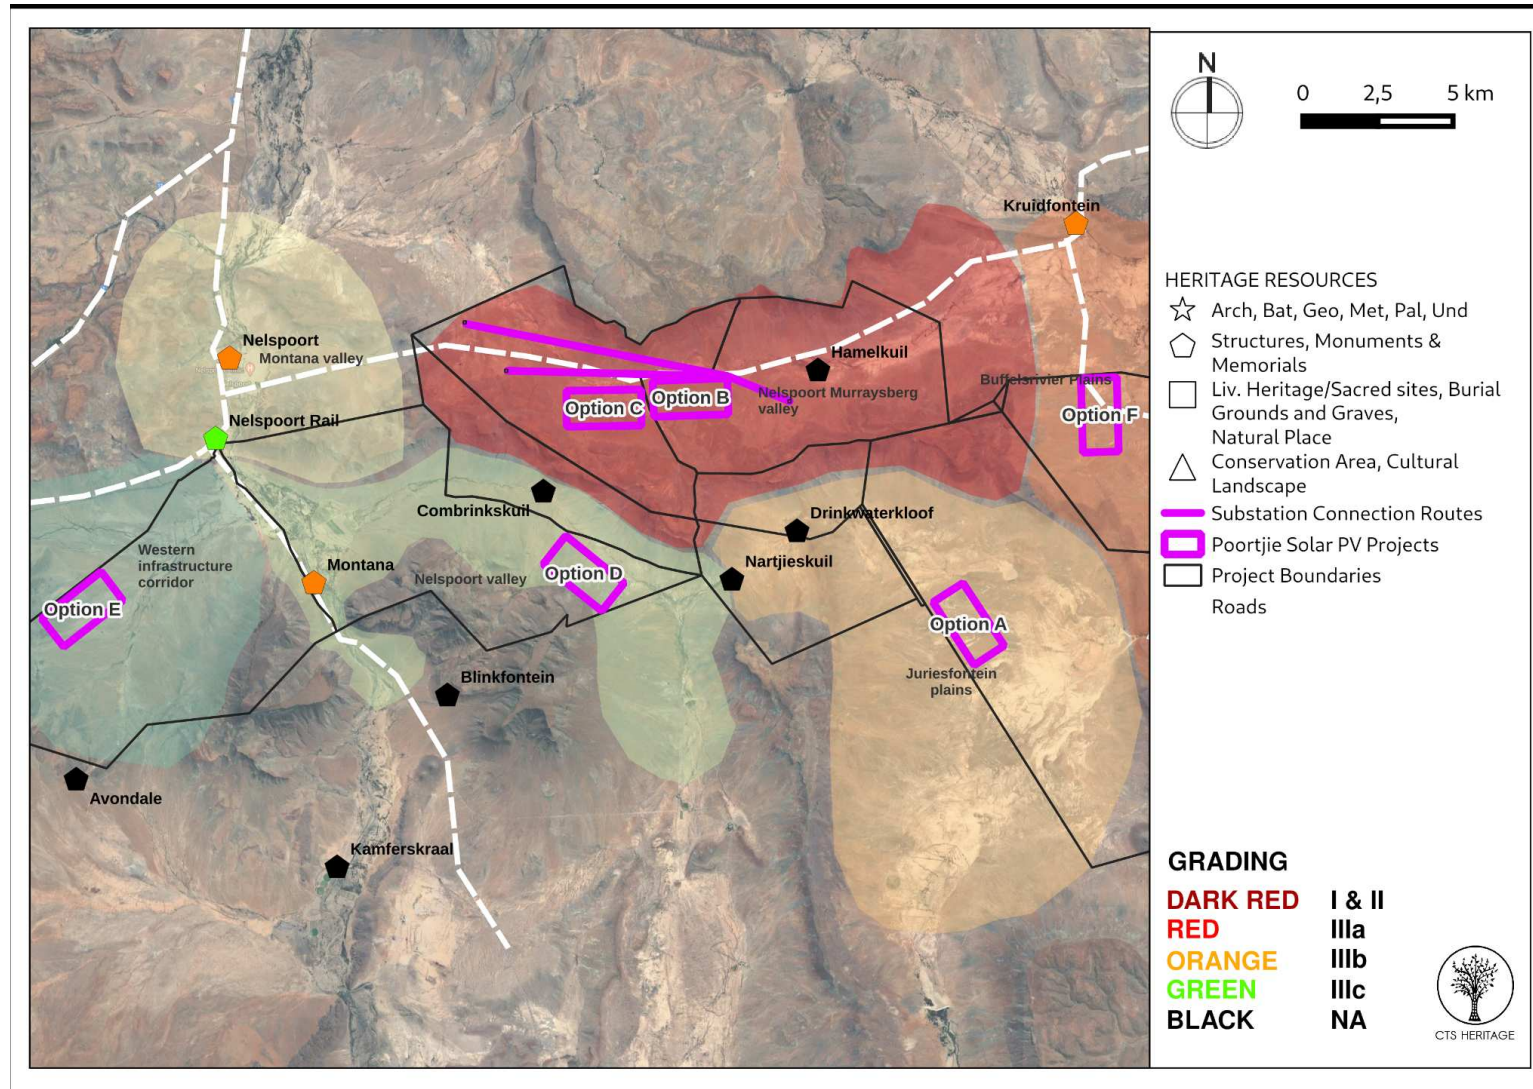 Kruidfontein
Nelspoort
Montana valley
Hamelkuil
Buffelsrivier Plains
Nelspoort Murraysberg
valley
Option C
Option B
Option F
Nelspoort Rail
Combrinkskuil
Drinkwaterkloof
Western
infrastructure
corridor
Montana
Nelspoort valley
Option D
Nartjieskuil
Option E
Option A
Juriesfontein
plains
Blinkfontein
Avondale
Kamferskraal
N
0 2,5 5 km
HERITAGE RESOURCES
Arch, Bat, Geo, Met, Pal, Und
Structures, Monuments &
Memorials
Liv. Heritage/Sacred sites, Burial
Grounds and Graves,
Natural Place
Conservation Area, Cultural
Landscape
Substation Connection Routes
Poortjie Solar PV Projects
Project Boundaries
Roads
GRADING
DARK RED I & II
RED IIIa
ORANGE IIIb
GREEN IIIc
BLACK NA
CTS HERITAGE